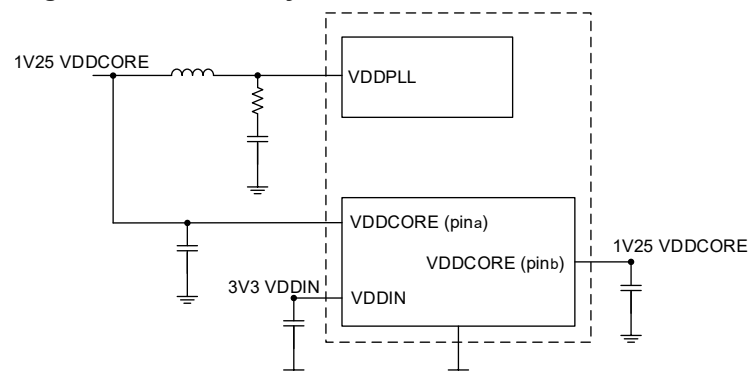 1V25 VDDCORE
VDDPLL
VDDCORE (pina)
1V25 VDDCORE
VDDCORE (pinb)
3V3 VDDIN
VDDIN